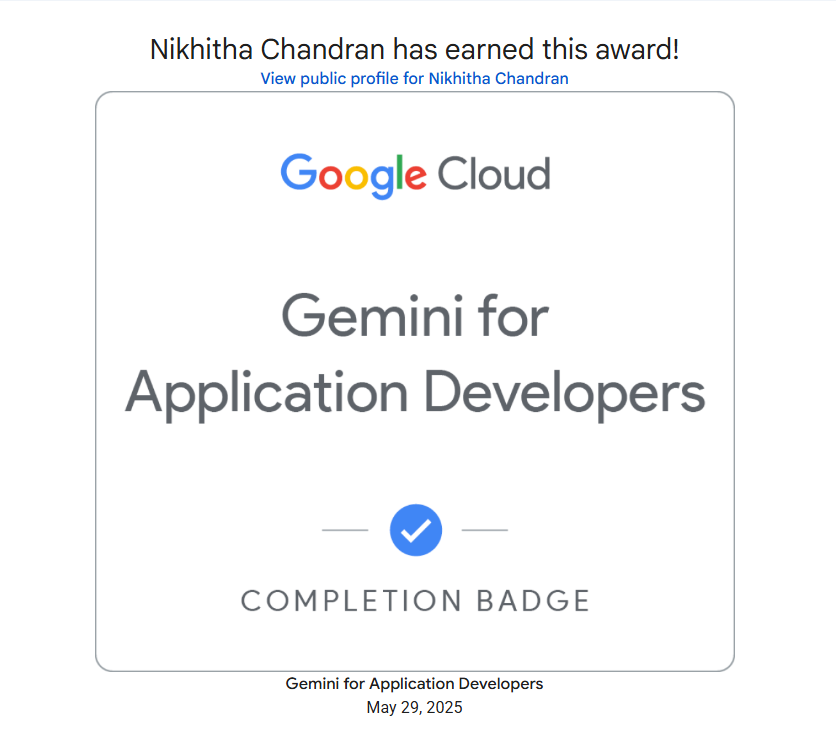 Nikhitha Chandran has earned this award!
View public profile for Nikhitha Chandran
Google Cloud
Gemini for
Application Developers
COMPLETION BADGE
Gemini for Application Developers
May 29, 2025